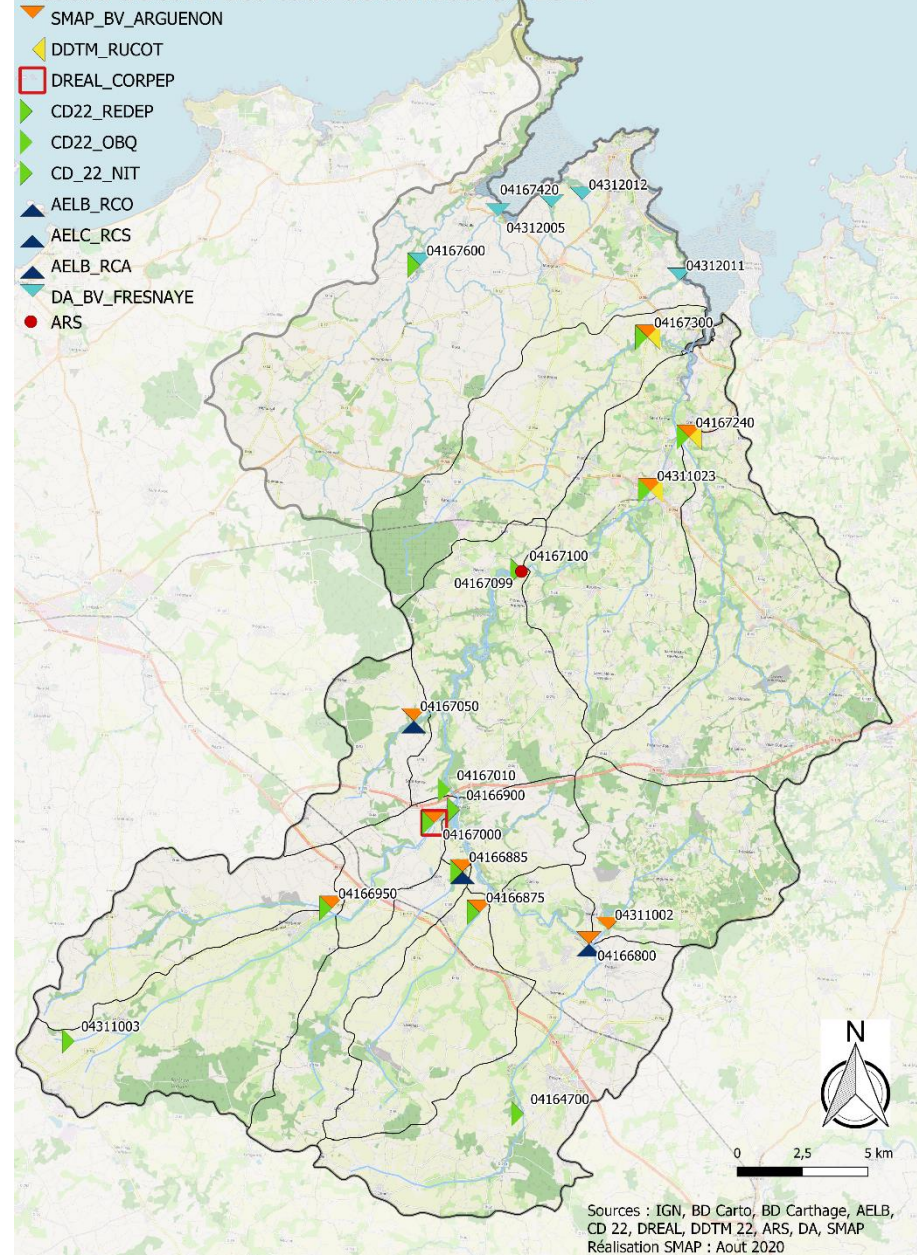 SMAP_BV_ARGUENON
DDTM_RUCOT
DREAL_CORPEP
CD22_REDEP
CD22_OBQ
CD_22_NIT
AELB_RCO
AELC_RCS
AELB_RCA
DA_BV_FRESNAYE
ARS
04167420
04312012
04312005
04167600
04312011
04167300
04167240
04311023
04167100
04167099
04167050
04167010
04166900
04167000
04166885
04166950
04166875
04311002
04166800
04311003
04164700
N
0 2,5 5 km
Sources : IGN, BD Carto, BD Carthage, AELB,
CD 22, DREAL, DDTM 22, ARS, DA, SMAP
Réalisation SMAP : Aout 2020